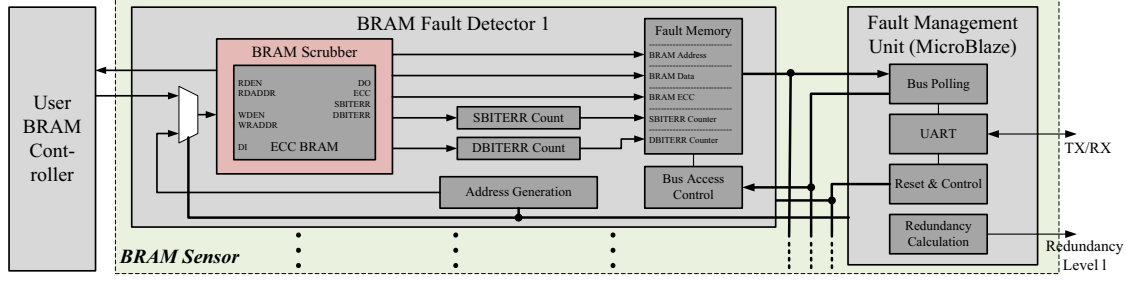 User
BRAM
Cont-
roller
BRAM Fault Detector 1
BRAM Scrubber
RDEN
RDADDR
WDEN
WRADDR
DI
DO
ECC
SBITERR
DBITERR
ECC BRAM
SBITERR Count
DBITERR Count
Address Generation
Fault Memory
BRAM Address
BRAM Data
BRAM ECC
SBITERR Counter
DBITERR Counter
Bus Access
Control
BRAM Sensor
Fault Management
Unit (MicroBlaze)
Bus Polling
UART
Reset & Control
Redundancy
Calculation
TX/RX
Redundancy
Level l